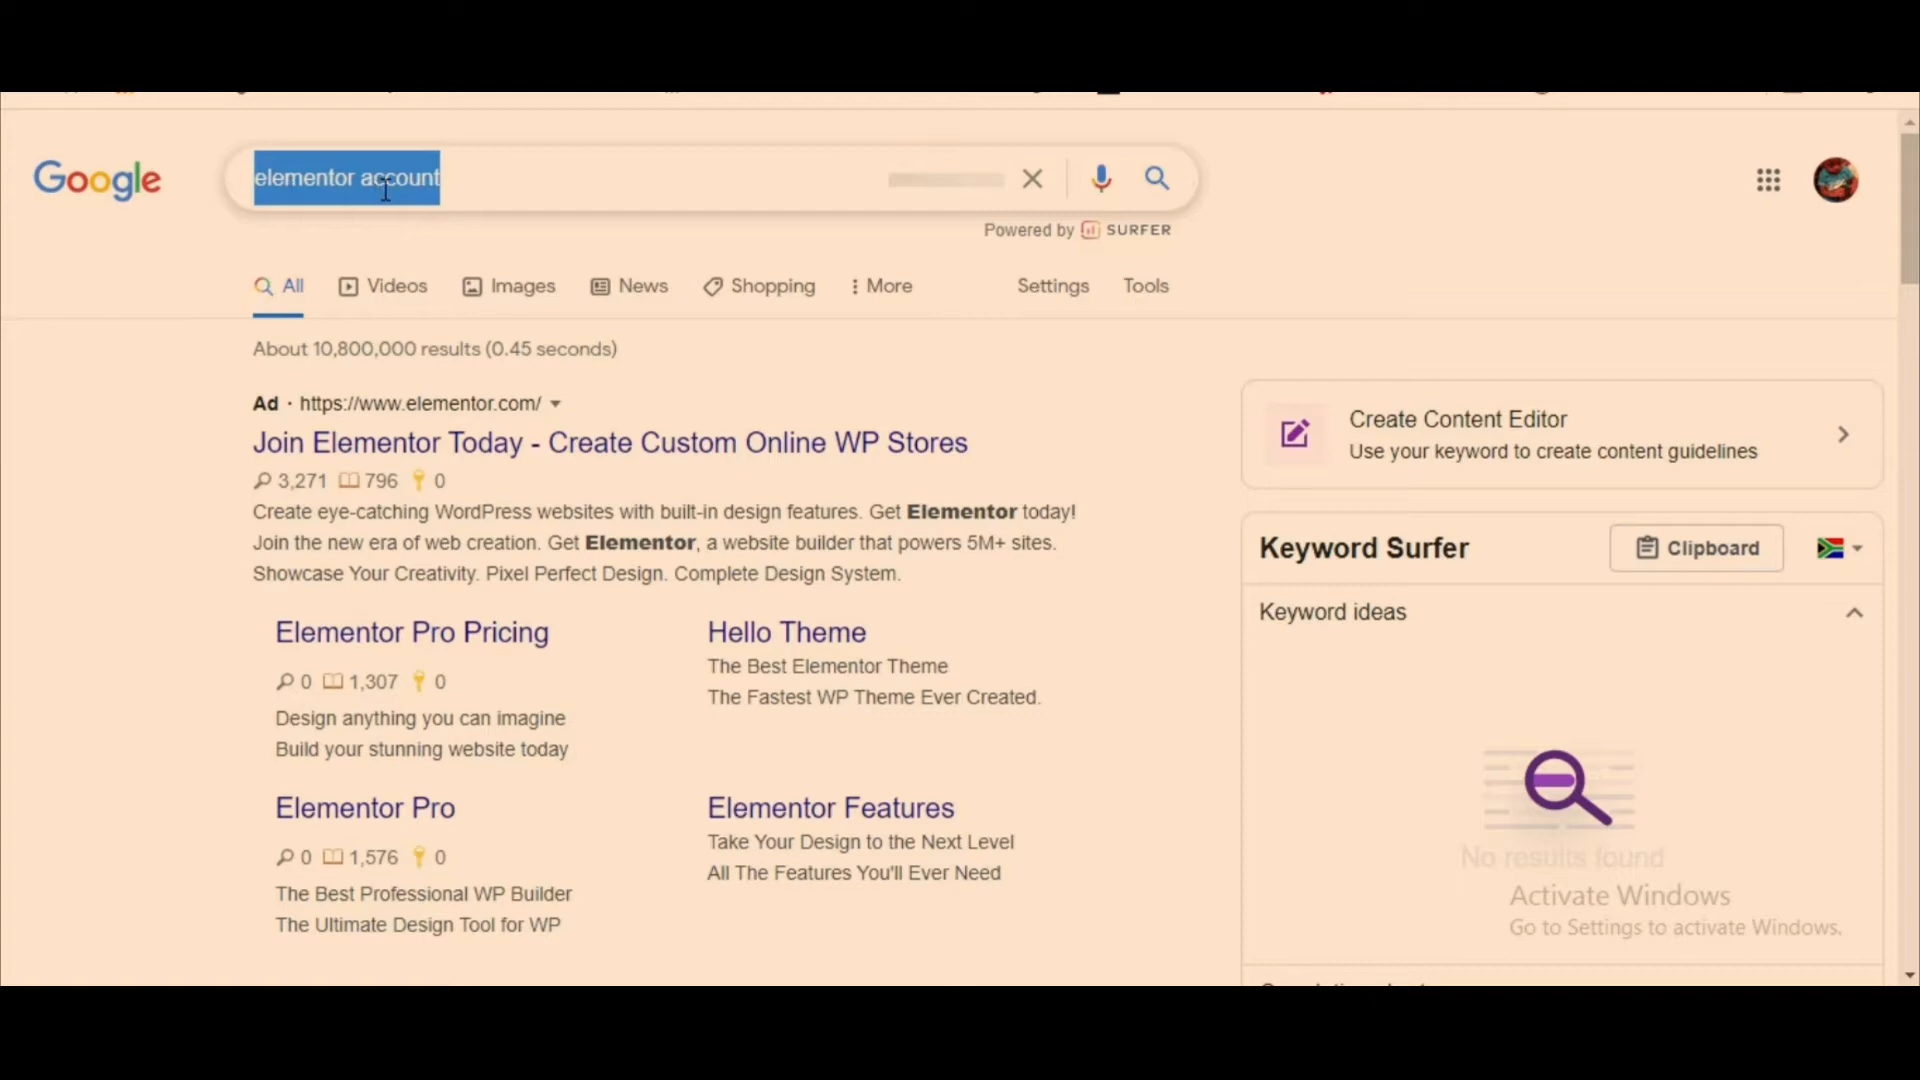 Google
elementor account
Powered by SURFER
All Videos Images News Shopping More Settings Tools
About 10,800,000 results (0.45 seconds)
Ad · https://www.elementor.com/
Join Elementor Today - Create Custom Online WP Stores
3,271 796 0
Create eye-catching WordPress websites with built-in design features. Get Elementor today!
Join the new era of web creation. Get Elementor, a website builder that powers 5M+ sites.
Showcase Your Creativity. Pixel Perfect Design. Complete Design System.
Elementor Pro Pricing
0 1,307 0
Design anything you can imagine
Build your stunning website today
Hello Theme
The Best Elementor Theme
The Fastest WP Theme Ever Created.
Elementor Pro
0 1,576 0
The Best Professional WP Builder
The Ultimate Design Tool for WP
Elementor Features
Take Your Design to the Next Level
All The Features You'll Ever Need
Create Content Editor
Use your keyword to create content guidelines
Keyword Surfer
Clipboard
Keyword ideas
No results found
Activate Windows
Go to Settings to activate Windows.